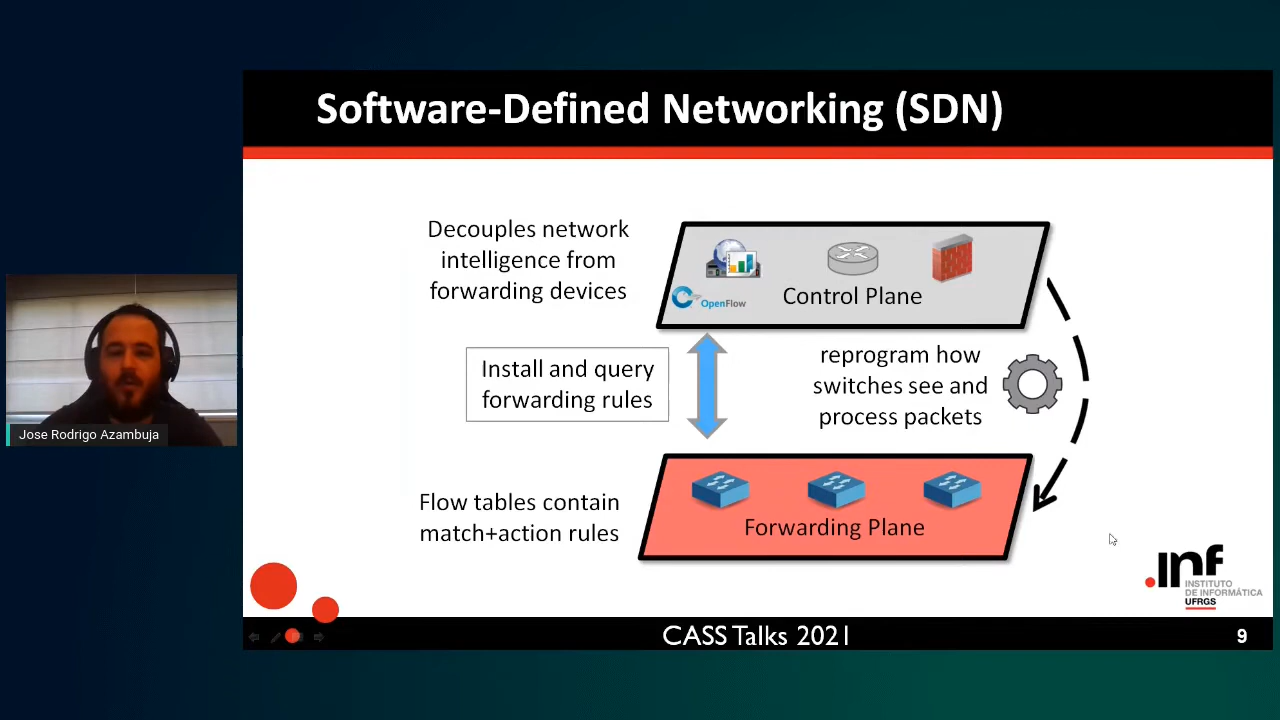 Software-Defined Networking (SDN)
Decouples network
intelligence from
forwarding devices
OpenFlow
Control Plane
Install and query
forwarding rules
reprogram how
switches see and
process packets
Flow tables contain
match+action rules
Forwarding Plane
Jose Rodrigo Azambuja
.inf
INSTITUTO
DE INFORMÁTICA
UFRGS
CASS Talks 2021
9